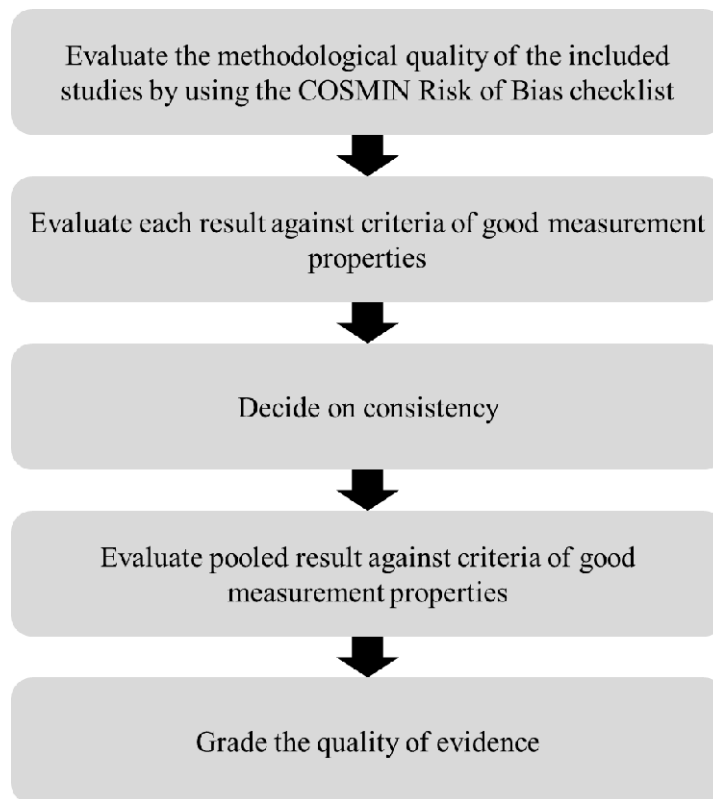 Evaluate the methodological quality of the included
studies by using the COSMIN Risk of Bias checklist
Evaluate each result against criteria of good measurement
properties
Decide on consistency
Evaluate pooled result against criteria of good
measurement properties
Grade the quality of evidence